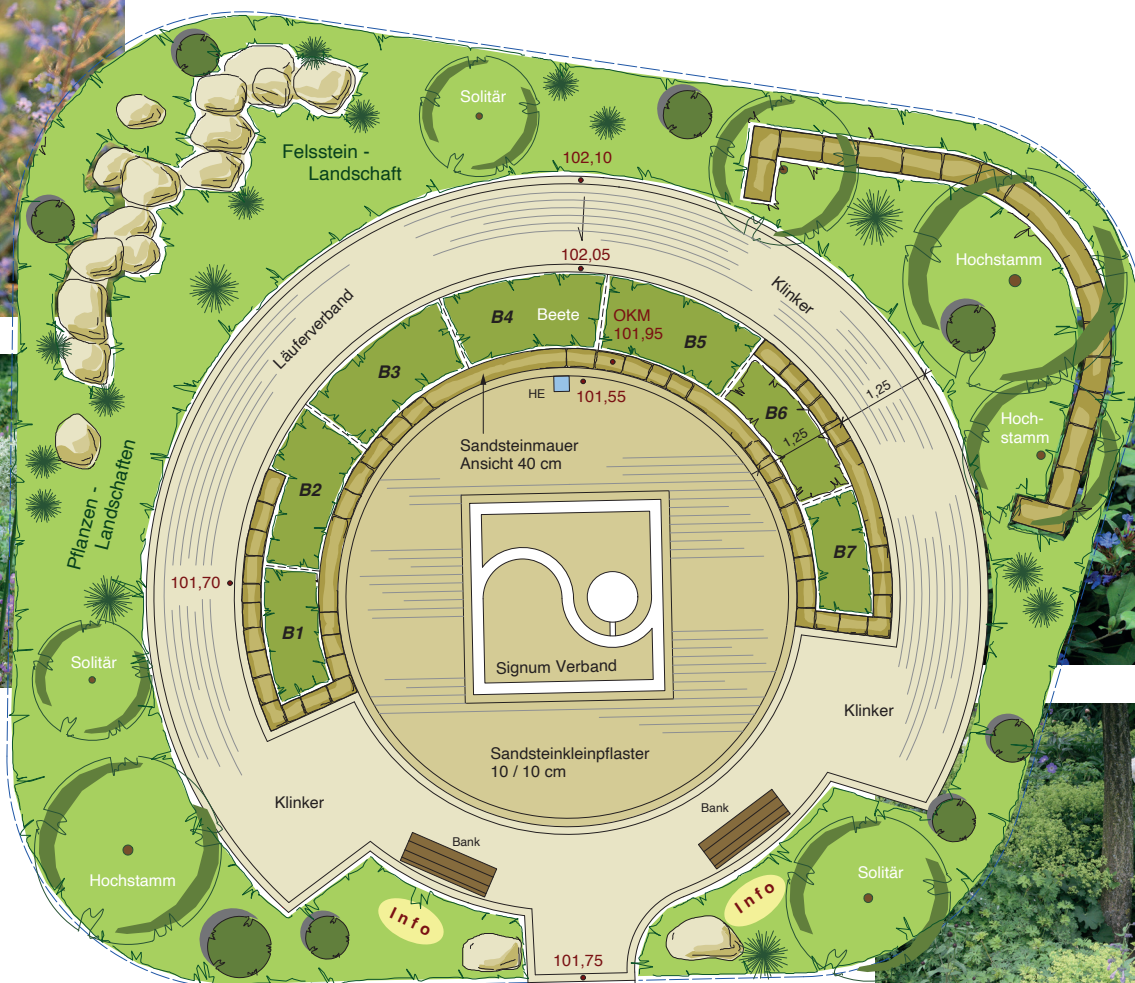 Solitär
Felsstein -
Landschaft
102,10
102,05
Klinker
Hochstamm
Läuferverband
B4
Beete
OKM
101,95
B5
B3
HE
101,55
B6
1,25
1,25
Hoch-
stamm
Sandsteinmauer
Ansicht 40 cm
B2
Pflanzen -
Landschaften
B7
101,70
B1
Solitär
Signum Verband
Klinker
Sandsteinkleinpflaster
10 / 10 cm
Klinker
Bank
Bank
Hochstamm
Solitär
Info
Info
101,75